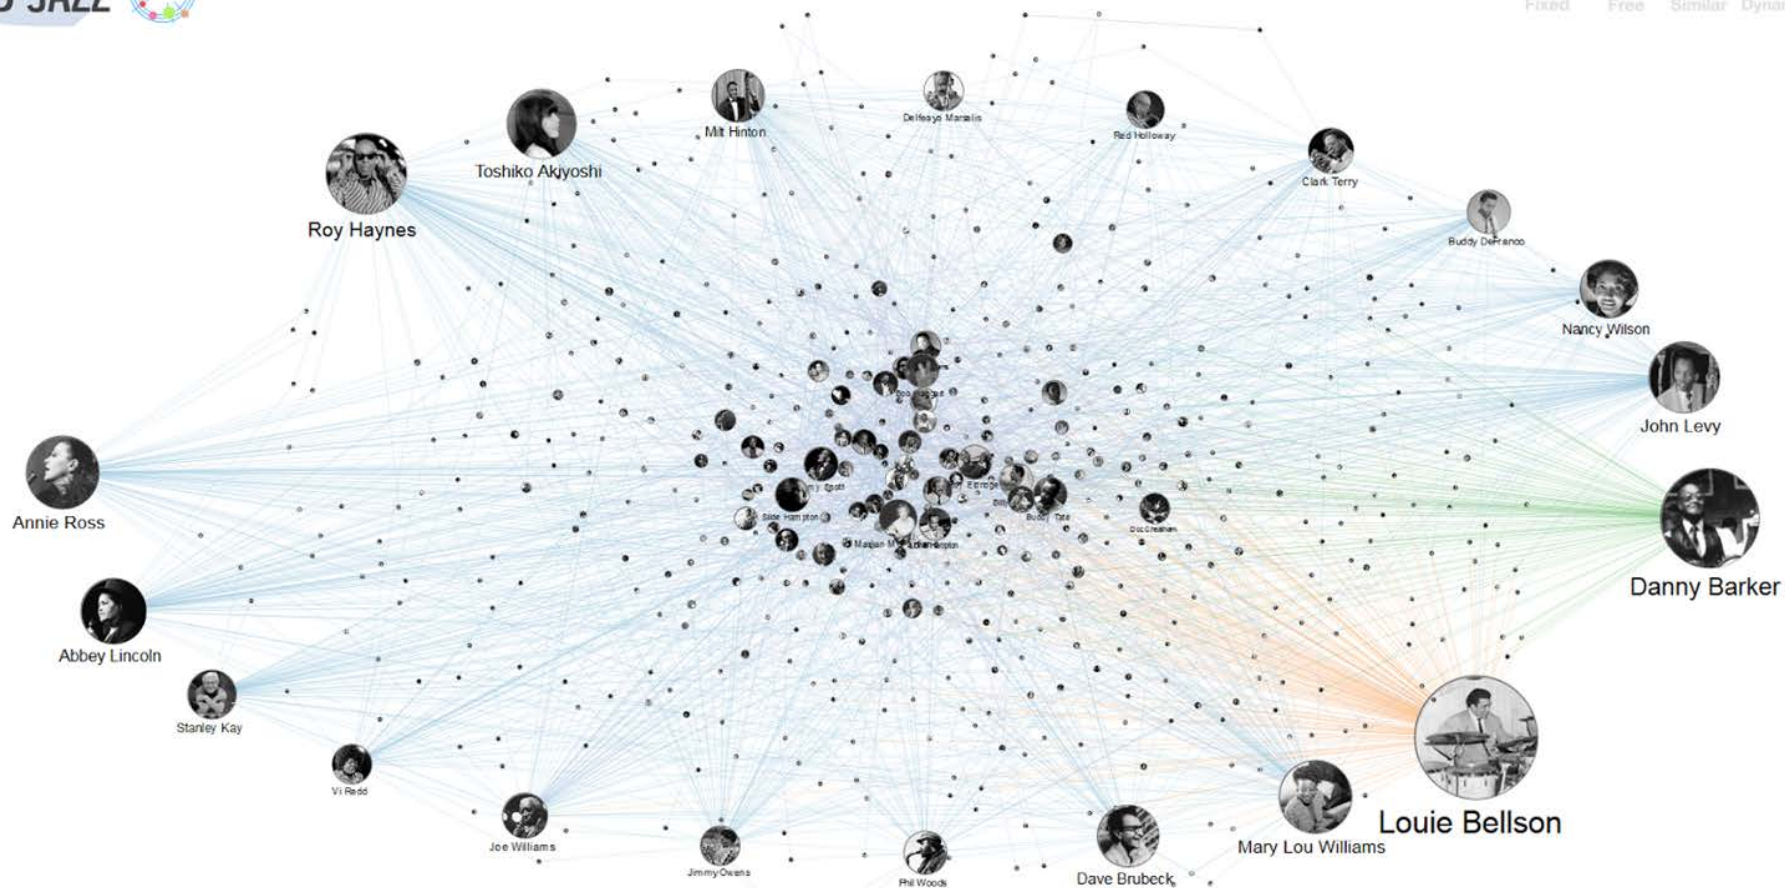 JAZZ
Fixed Free Similar
Milt Hinton
Delfeayo Marsalis
Red Holloway
Toshiko Akiyoshi
Clark Terry
Roy Haynes
Buddy DeFranco
Nancy Wilson
John Levy
Annie Ross
Slide Hampton
Buddy Tate
Doc Cheatham
Danny Barker
Abbey Lincoln
Stanley Kay
Vi Redd
Joe Williams
Louie Bellson
Mary Lou Williams
Jimmy Owens
Dave Brubeck
Phil Woods